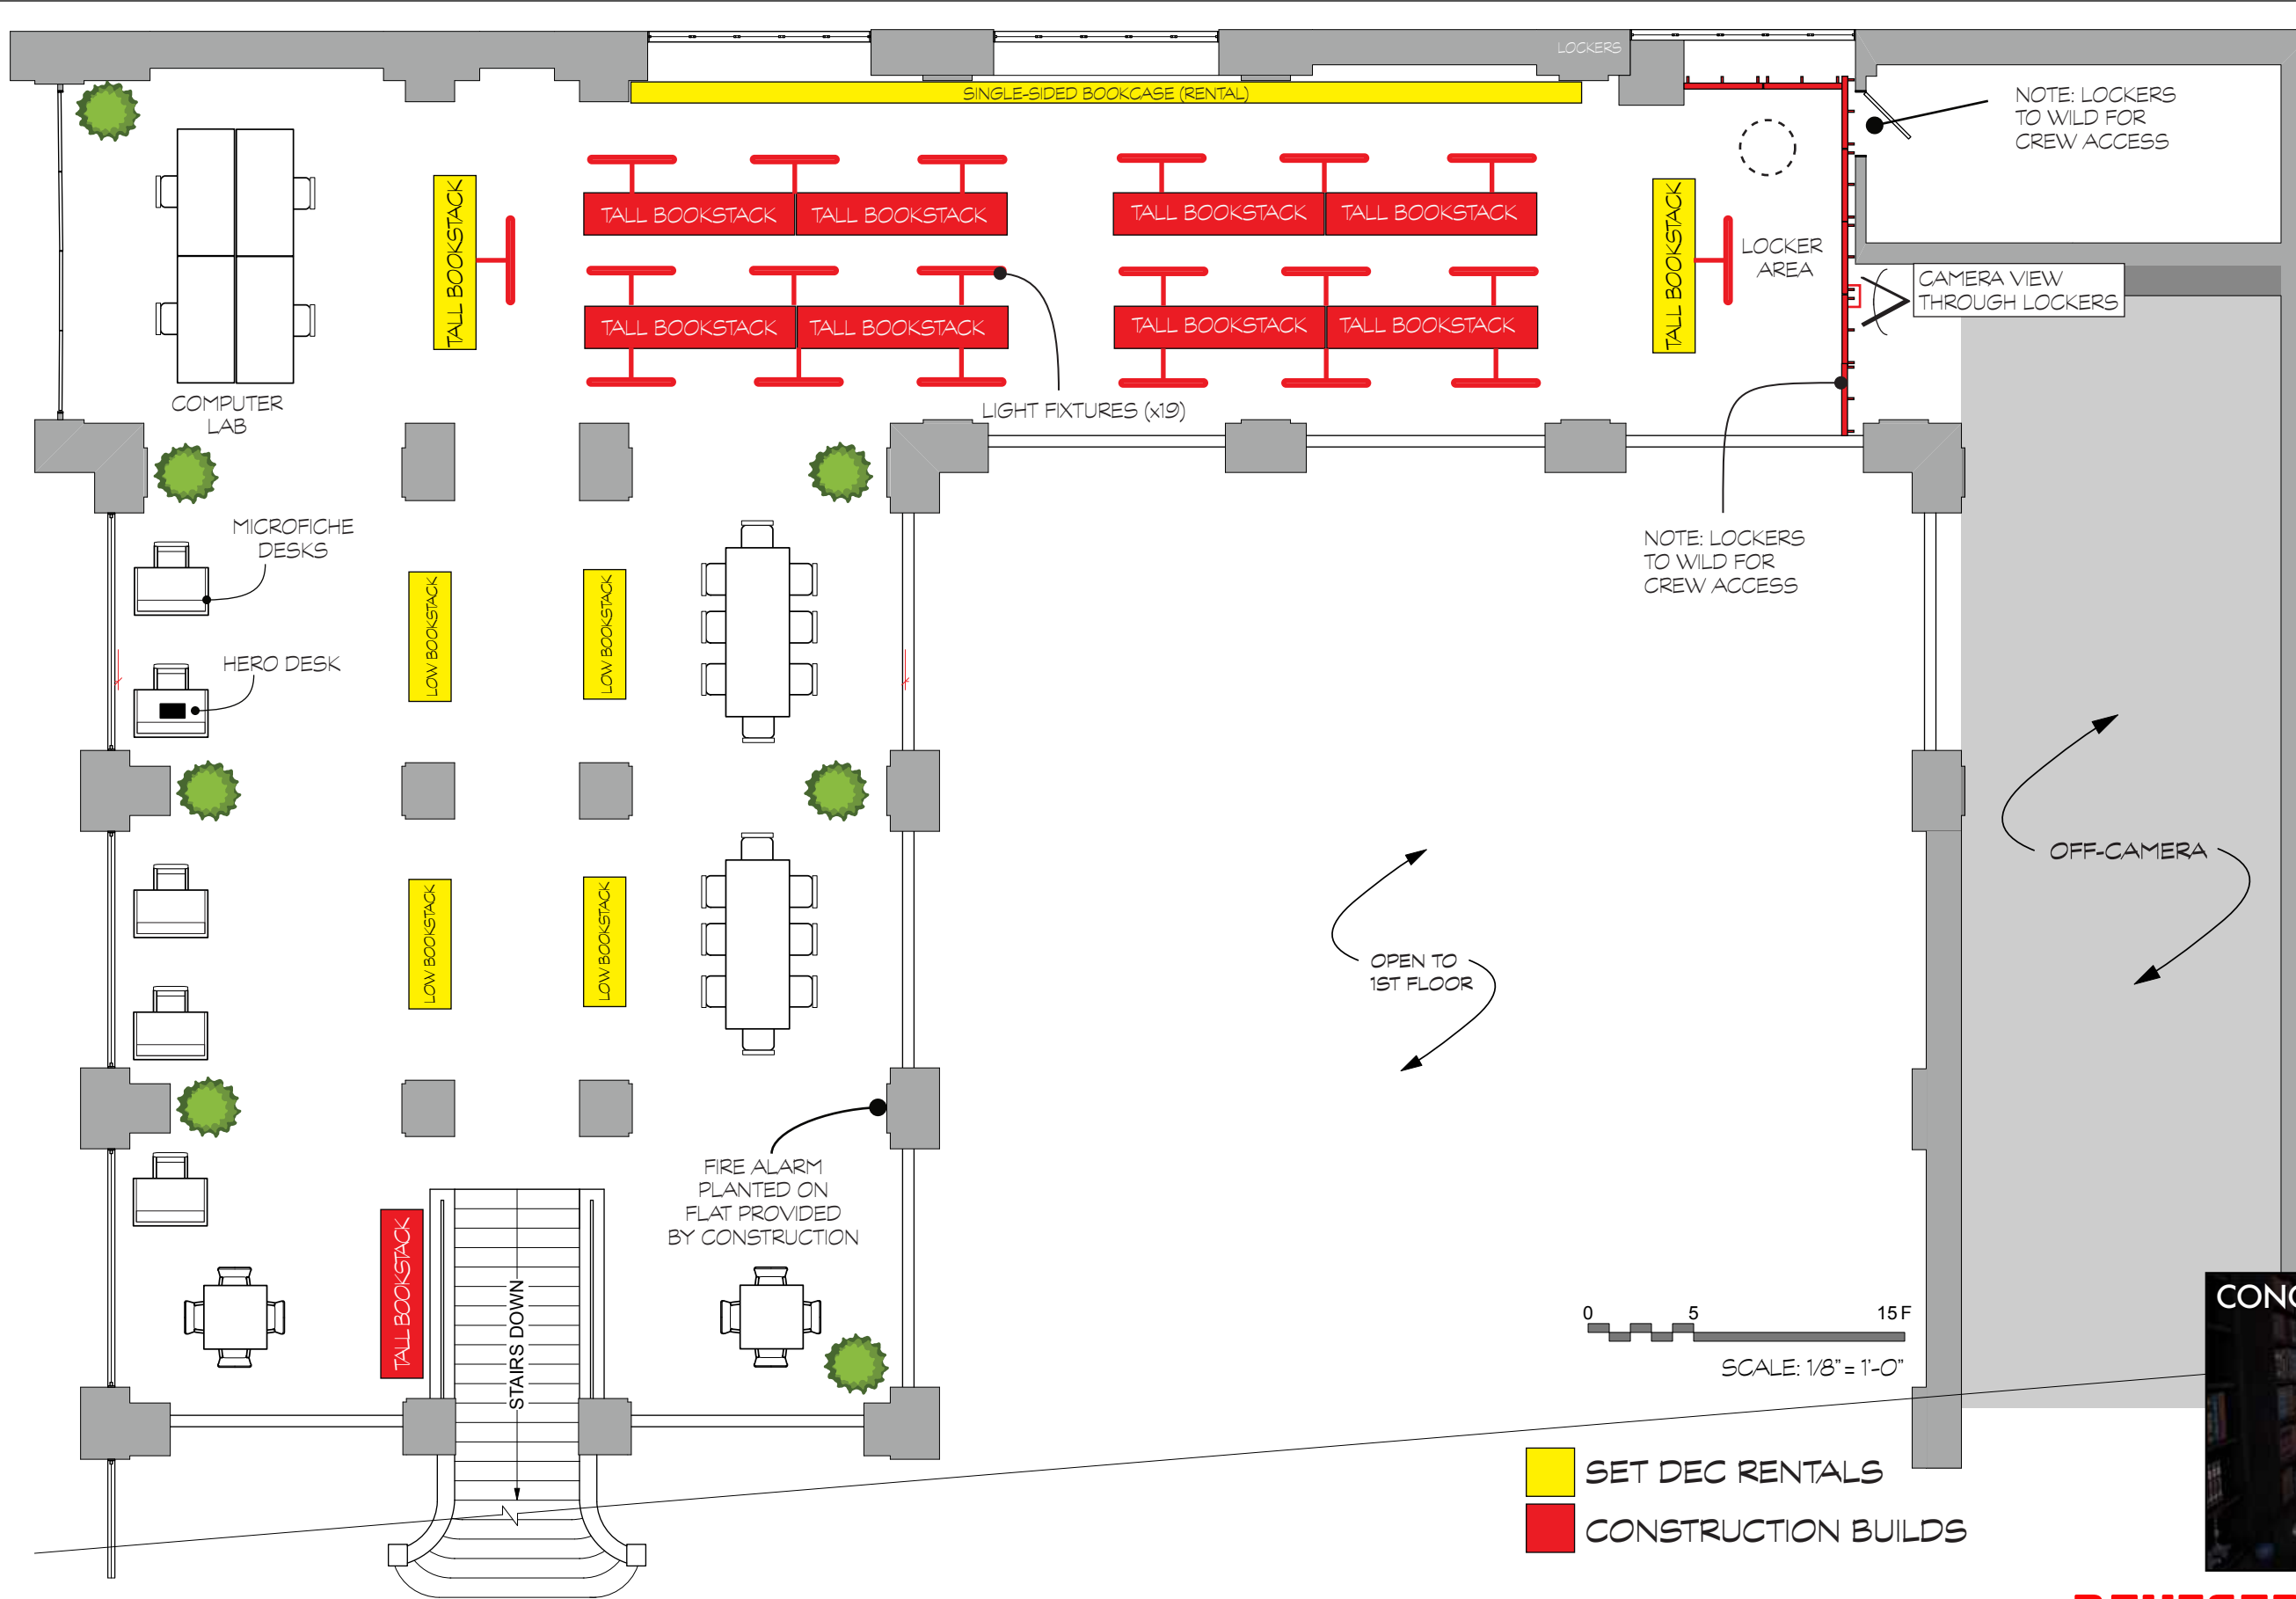 LOCKERS
SINGLE-SIDED BOOKCASE (RENTAL)
NOTE: LOCKERS
TO WILD FOR
CREW ACCESS
TALL BOOKSTACK
TALL BOOKSTACK
TALL BOOKSTACK
TALL BOOKSTACK
TALL BOOKSTACK
TALL BOOKSTACK
LOCKER
AREA
CAMERA VIEW
THROUGH LOCKERS
TALL BOOKSTACK
TALL BOOKSTACK
TALL BOOKSTACK
TALL BOOKSTACK
COMPUTER
LAB
LIGHT FIXTURES (x19)
MICROFICHE
DESKS
NOTE: LOCKERS
TO WILD FOR
CREW ACCESS
HERO DESK
LOW BOOKSTACK
LOW BOOKSTACK
OFF-CAMERA
LOW BOOKSTACK
LOW BOOKSTACK
OPEN TO
1ST FLOOR
FIRE ALARM
PLANTED ON
FLAT PROVIDED
BY CONSTRUCTION
TALL BOOKSTACK
STAIRS DOWN
0 5 15 F
SCALE: 1/8" = 1'-0"
SET DEC RENTALS
CONSTRUCTION BUILDS